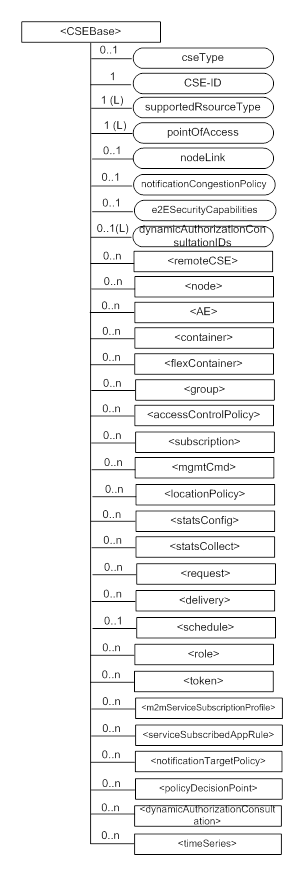 <CSEBase>
0..1 cseType
1 CSE-ID
1 (L) supportedRsourceType
1 (L) pointOfAccess
0..1 nodeLink
0..1 notificationCongestionPolicy
0..1 e2ESecurityCapabilities
0..1(L) dynamicAuthorizationCon
sultationIDs
0..n <remoteCSE>
0..n <node>
0..n <AE>
0..n <container>
0..n <flexContainer>
0..n <group>
0..n <accessControlPolicy>
0..n <subscription>
0..n <mgmtCmd>
0..n <locationPolicy>
0..n <statsConfig>
0..n <statsCollect>
0..n <request>
0..n <delivery>
0..1 <schedule>
0..n <role>
0..n <token>
0..n <m2mServiceSubscriptionProfile>
0..n <serviceSubscribedAppRule>
0..n <notificationTargetPolicy>
0..n <policyDecisionPoint>
0..n <dynamicAuthorizationConsult
ation>
0..n <timeSeries>